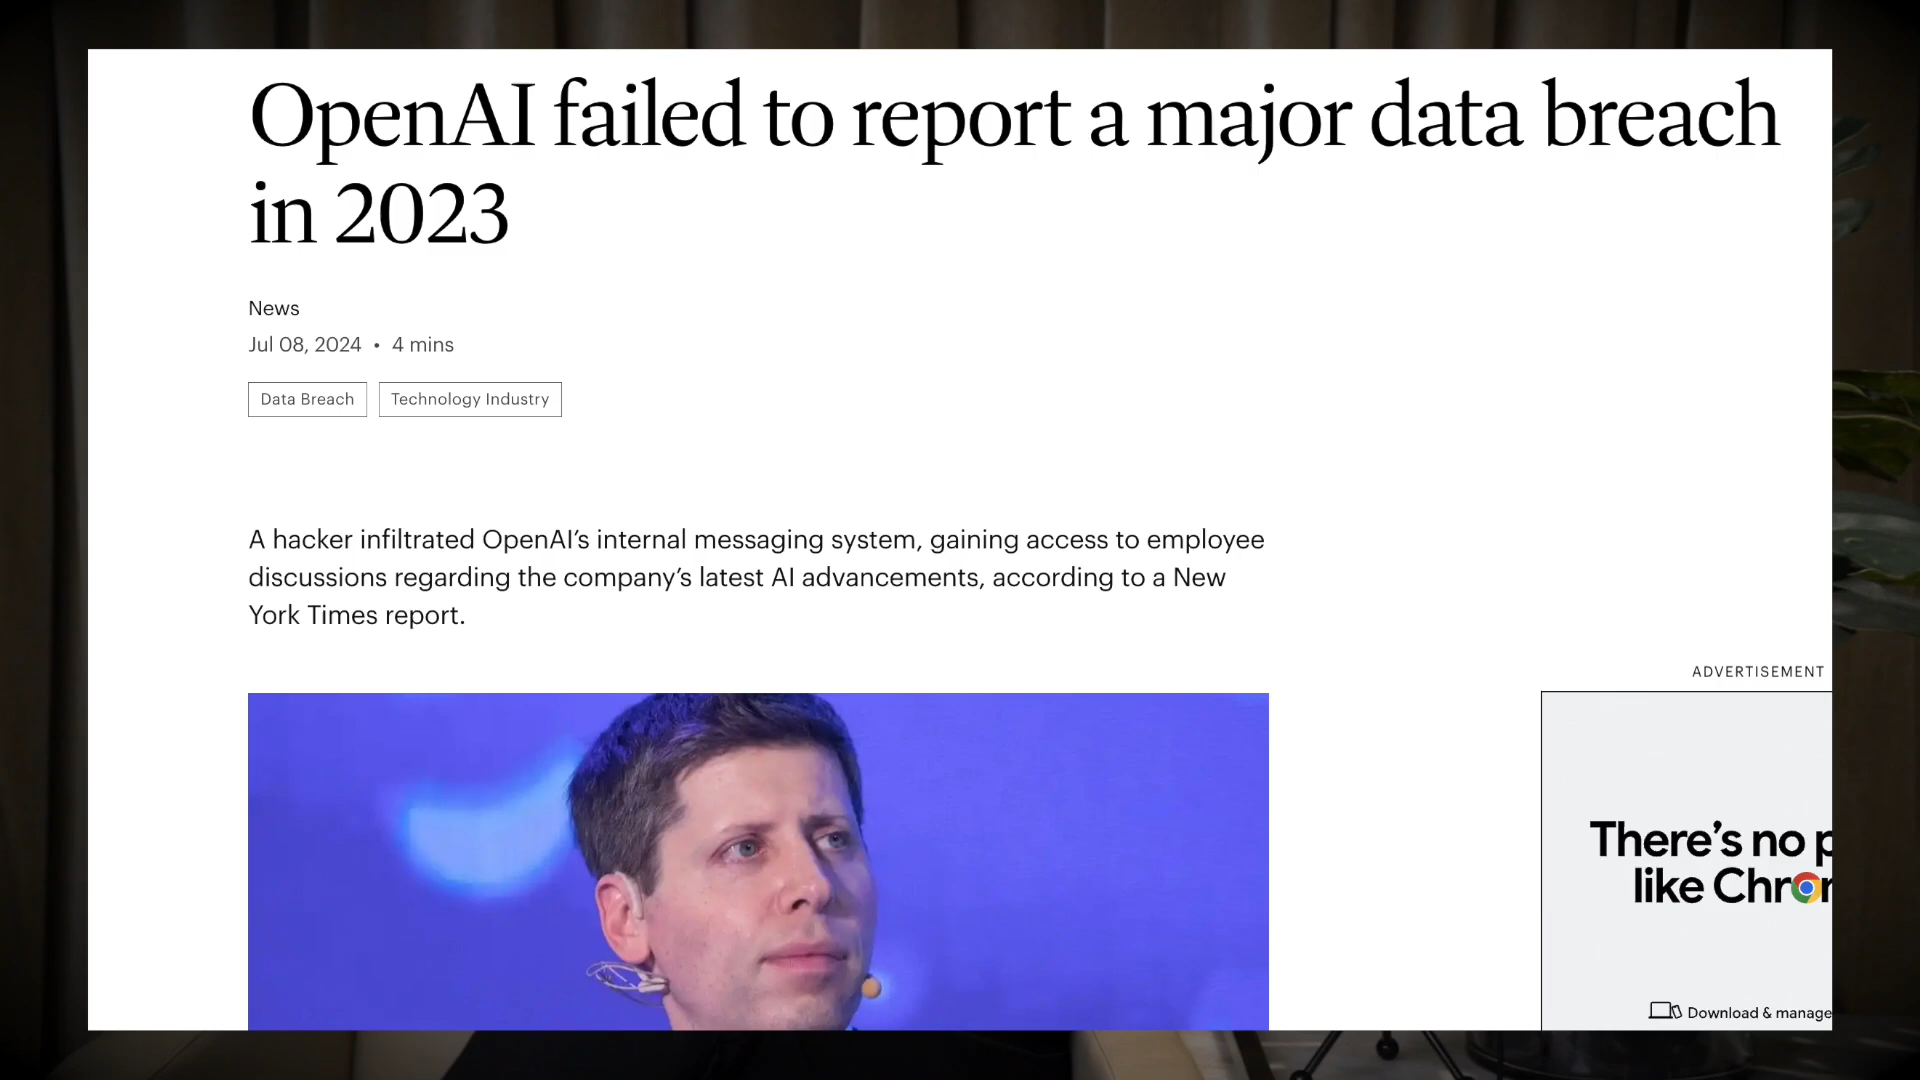 OpenAI failed to report a major data breach
in 2023
News
Jul 08, 2024 • 4 mins
Data Breach
Technology Industry
A hacker infiltrated OpenAI’s internal messaging system, gaining access to employee
discussions regarding the company’s latest AI advancements, according to a New
York Times report.
ADVERTISEMENT
There’s no
like
Download & manage